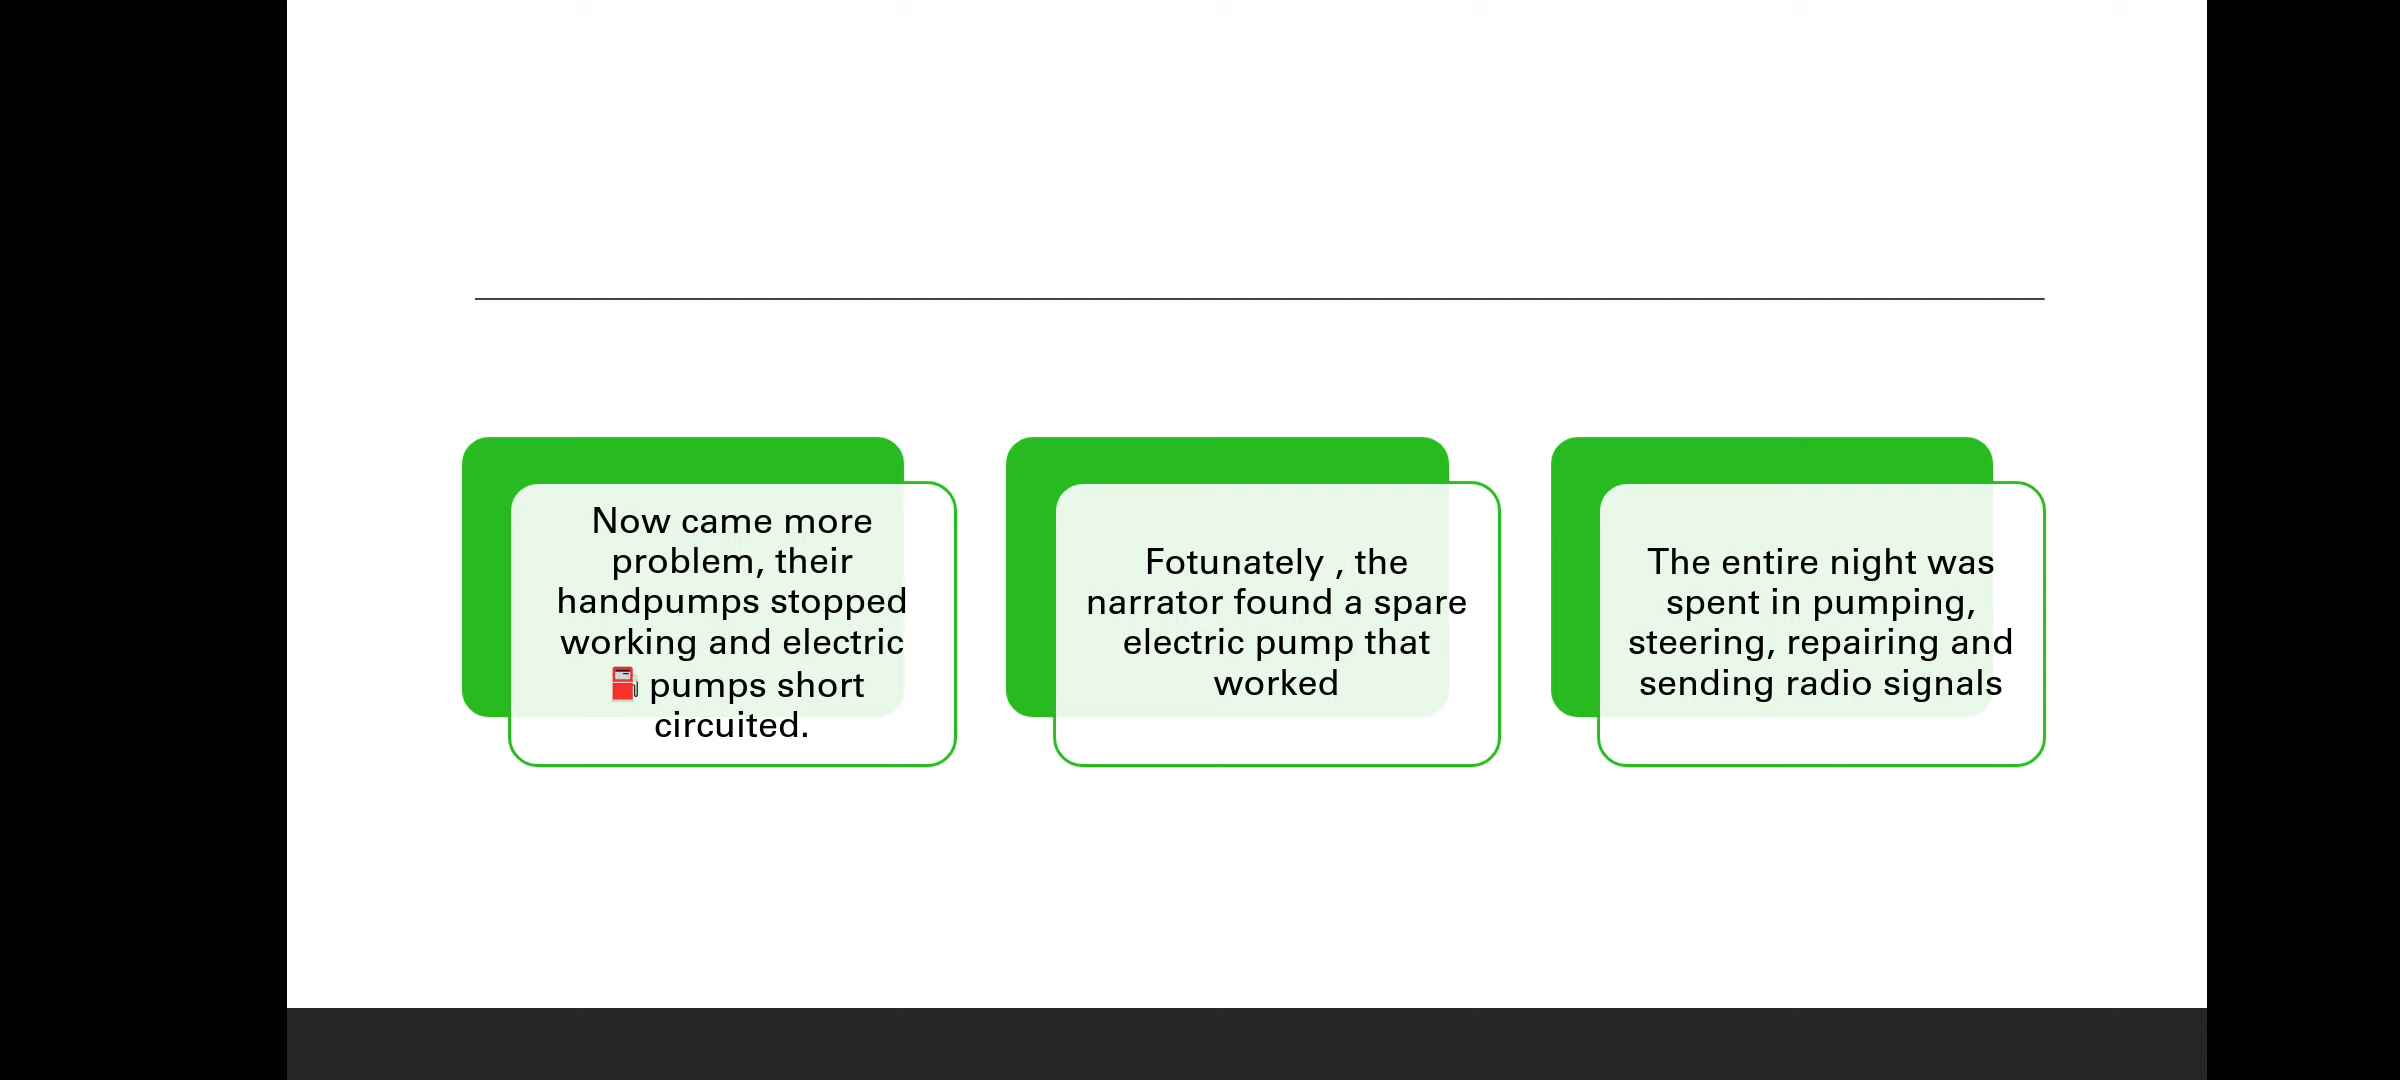 Now came more
problem, their
handpumps stopped
working and electric
⛽ pumps short
circuited.
Fotunately , the
narrator found a spare
electric pump that
worked
The entire night was
spent in pumping,
steering, repairing and
sending radio signals